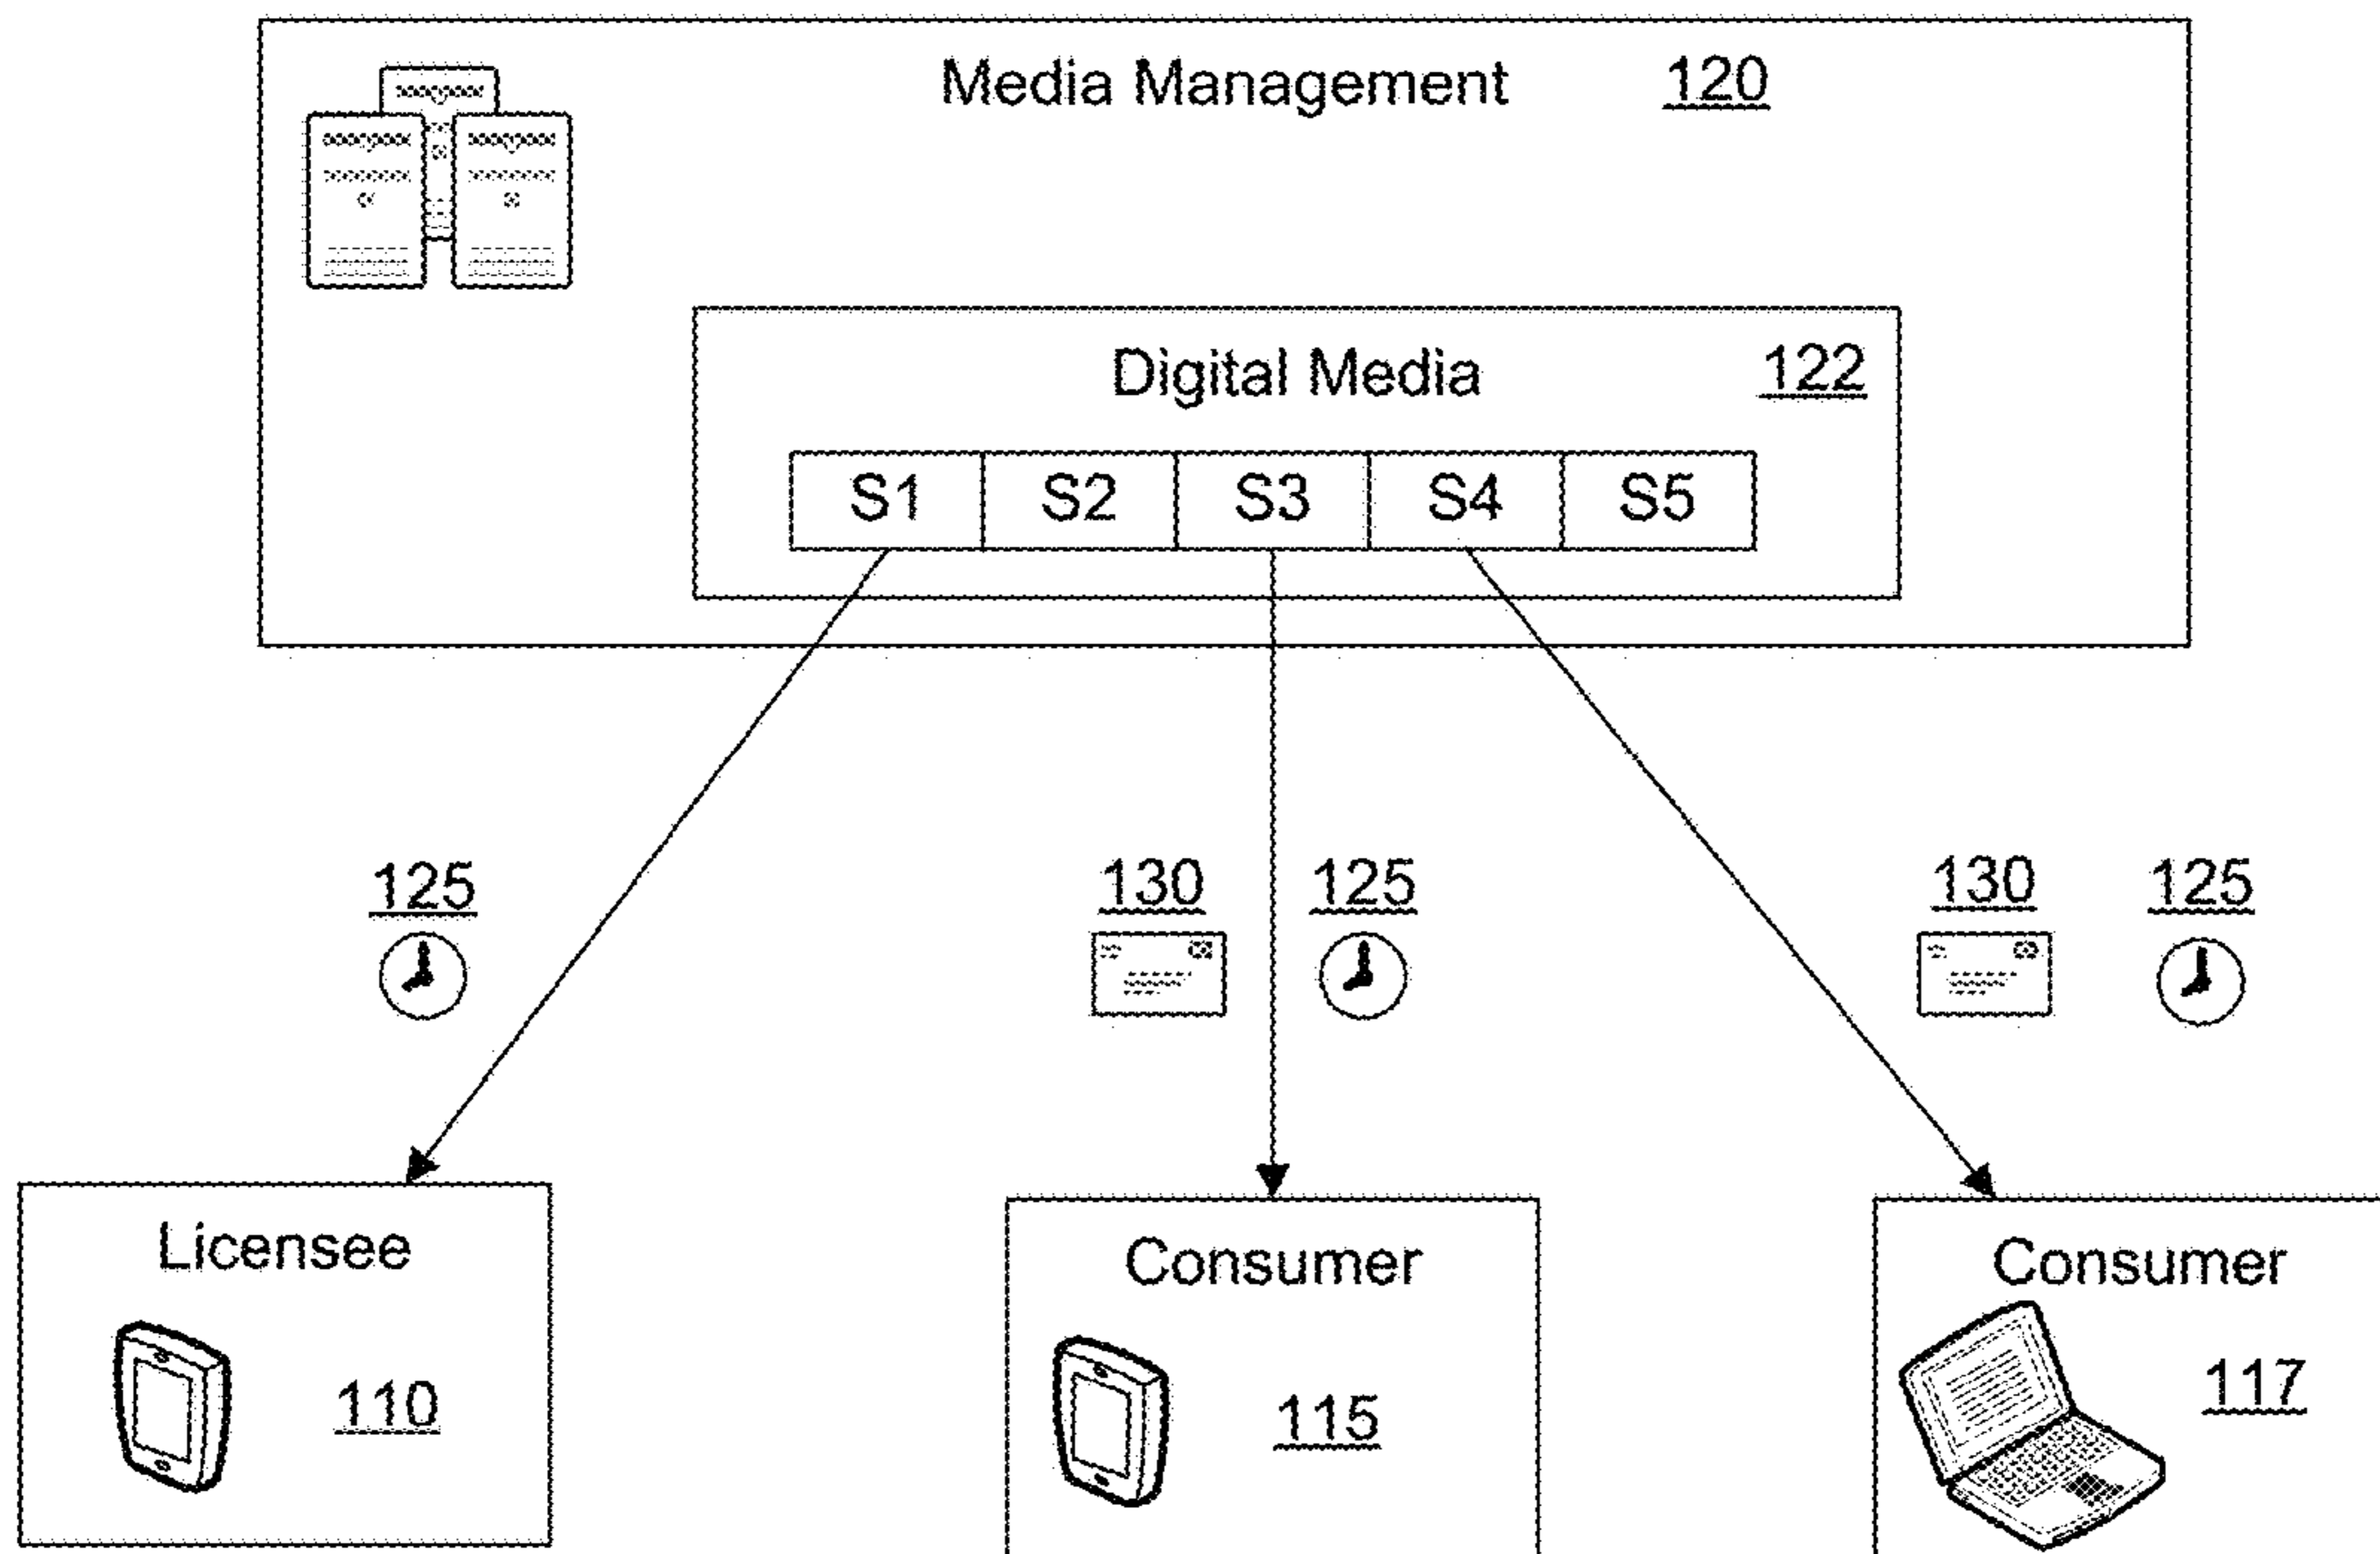 Media Management 120
Digital Media 122
S1 S2 S3 S4 S5
125 130 125 130 125
Licensee Consumer Consumer
110 115 117